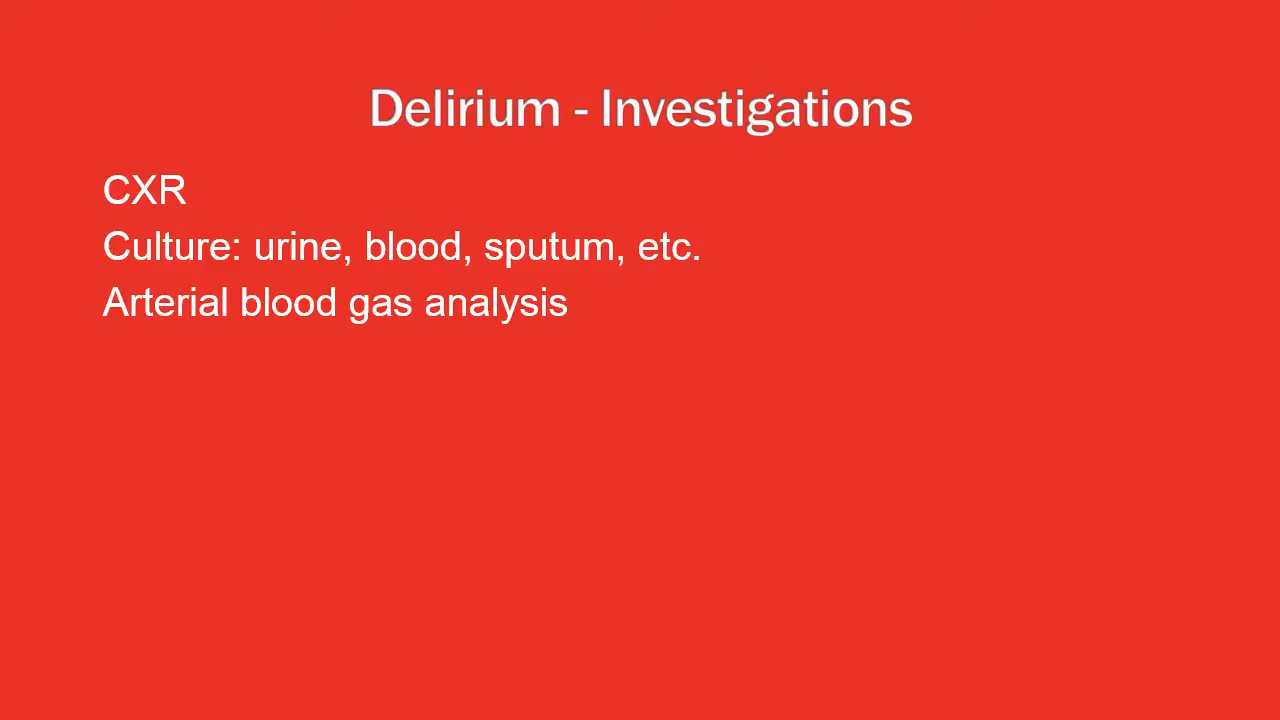 Delirium - Investigations
CXR
Culture: urine, blood, sputum, etc.
Arterial blood gas analysis